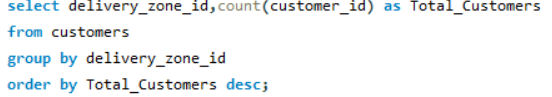 select delivery_zone_id,count(customer_id) as Total_Customers
from customers
group by delivery_zone_id
order by Total_Customers desc;